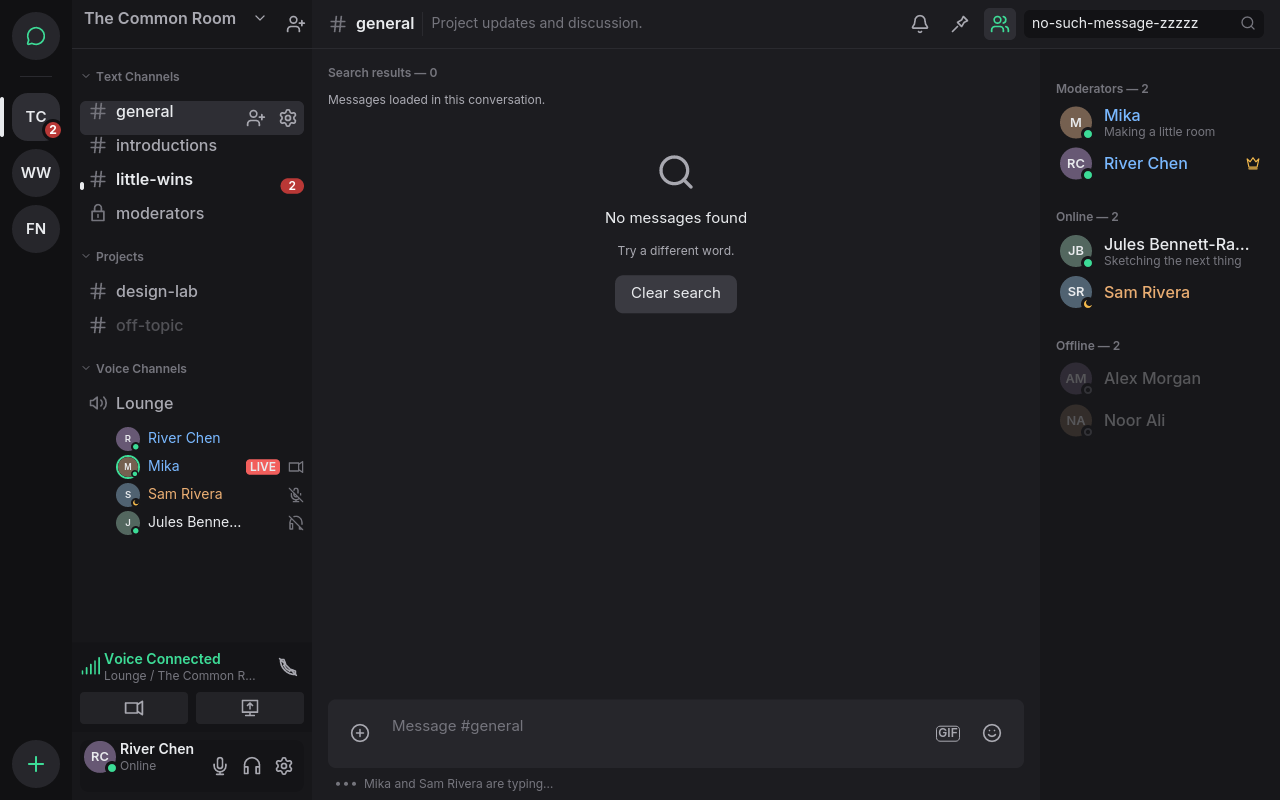 TC
2
WW
FN
The Common Room
Text Channels
general
introductions
little-wins
2
moderators
Projects
design-lab
off-topic
Voice Channels
Lounge
R
River Chen
M
Mika
LIVE
S
Sam Rivera
J
Jules Benne...
Voice Connected
Lounge / The Common R...
RC
River Chen
Online
general
Project updates and discussion.
no-such-message-zzzzz
Search results — 0
Messages loaded in this conversation.
No messages found
Try a different word.
Clear search
Message #general
GIF
Mika and Sam Rivera are typing...
Moderators — 2
M
Mika
Making a little room
RC
River Chen
Online — 2
JB
Jules Bennett-Ra...
Sketching the next thing
SR
Sam Rivera
Offline — 2
AM
Alex Morgan
NA
Noor Ali